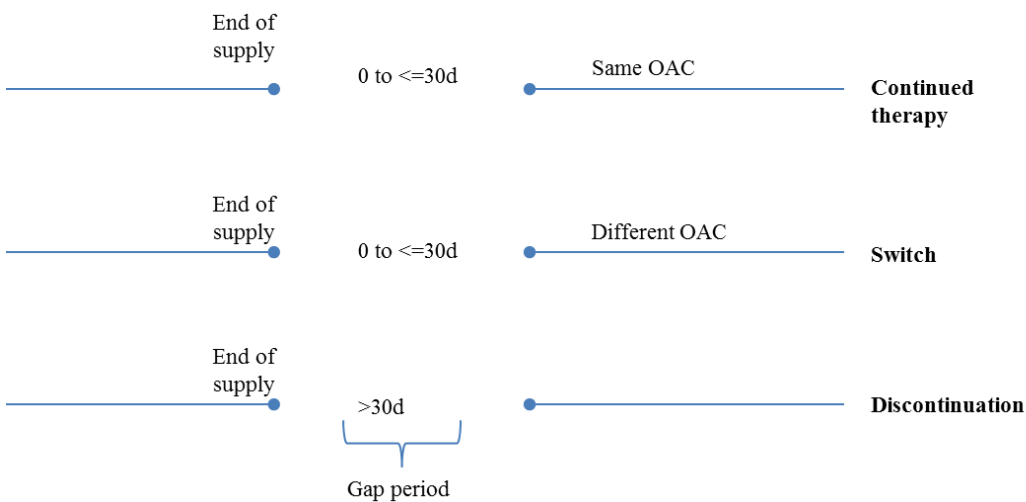 End of
supply
0 to <=30d
Same OAC
Continued
therapy
End of
supply
0 to <=30d
Different OAC
Switch
End of
supply
>30d
Discontinuation
Gap period